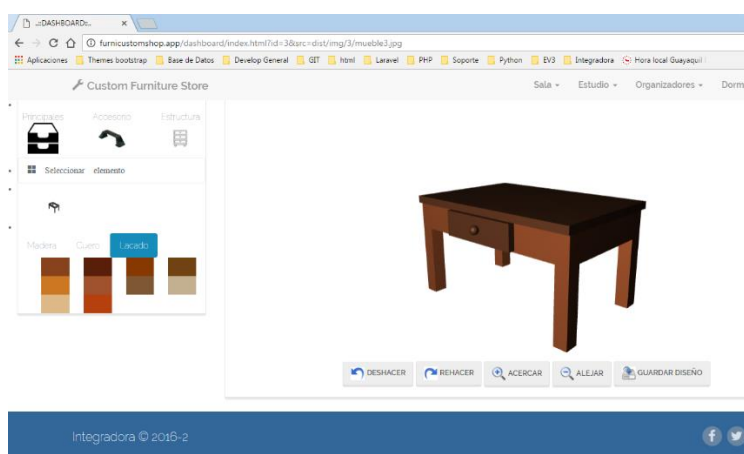 ..:DASHBOARD:..
furnicustomshop.app/dashboard/index.html?id=3&src=dist/img/3/mueble3.jpg
Aplicaciones Themes bootstrap Base de Datos Develop General GIT html Laravel PHP Soporte Python EV3 Integradora Hora local Guayaquil
Custom Furniture Store Sala Estudio Organizadores Dorm
Principales Accesorio Estructura
Seleccionar elemento
Madera Cuero Lacado
DESHACER REHACER ACERCAR ALEJAR GUARDAR DISEÑO
Integradora © 2016-2